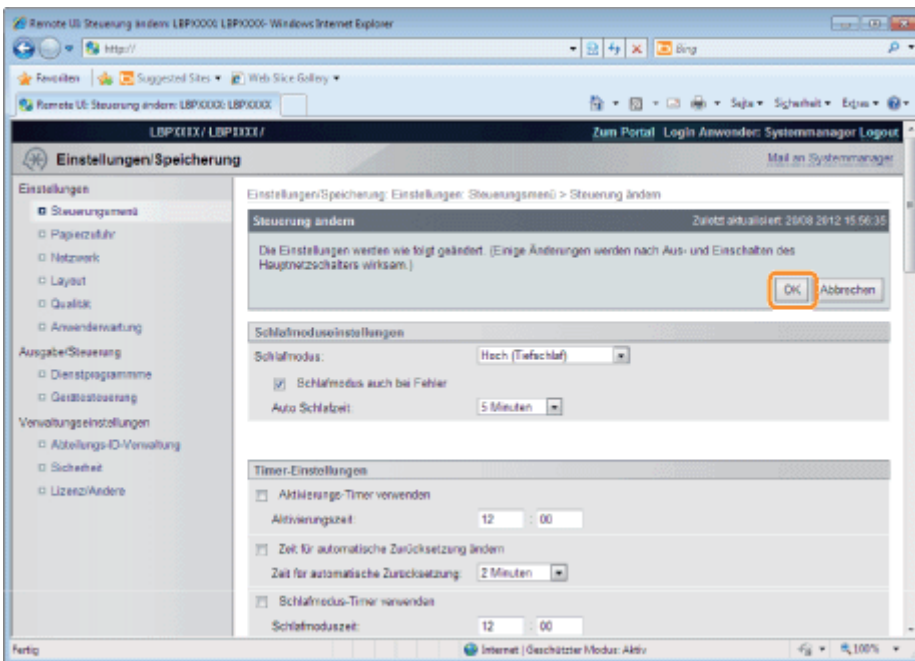 Remote UI: Steuerung ändern: LBPXXXX: LBPXXXX - Windows Internet Explorer
http://
Bing
Favoriten Suggested Sites Web Slice Gallery
Remote UI: Steuerung ändern: LBPXXXX: LBPXXXX
Seite Sicherheit Extras
LBPXXXX / LBPXXXX /
Zum Portal Login Anwender: Systemmanager Logout
Einstellungen/Speicherung
Mail an Systemmanager
Einstellungen
Steuerungsmenü
Papierzufuhr
Netzwerk
Layout
Qualität
Anwenderwartung
Ausgabe/Steuerung
Dienstprogrammme
Gerätesteuerung
Verwaltungseinstellungen
Abteilungs-ID-Verwaltung
Sicherheit
Lizenz/Andere
Einstellungen/Speicherung: Einstellungen: Steuerungsmenü > Steuerung ändern
Steuerung ändern
Zuletzt aktualisiert: 20/08 2012 15:56:35
Die Einstellungen werden wie folgt geändert. (Einige Änderungen werden nach Aus- und Einschalten des
Hauptnetzschalters wirksam.)
OK Abbrechen
Schlafmoduseinstellungen
Schlafmodus: Hoch (Tiefschlaf)
Schlafmodus auch bei Fehler
Auto Schlafzeit: 5 Minuten
Timer-Einstellungen
Aktivierungs-Timer verwenden
Aktivierungszeit: 12 : 00
Zeit für automatische Zurücksetzung ändern
Zeit für automatische Zurücksetzung: 2 Minuten
Schlafmodus-Timer verwenden
Schlafmoduszeit: 12 : 00
Fertig
Internet | Geschützter Modus: Aktiv
100%